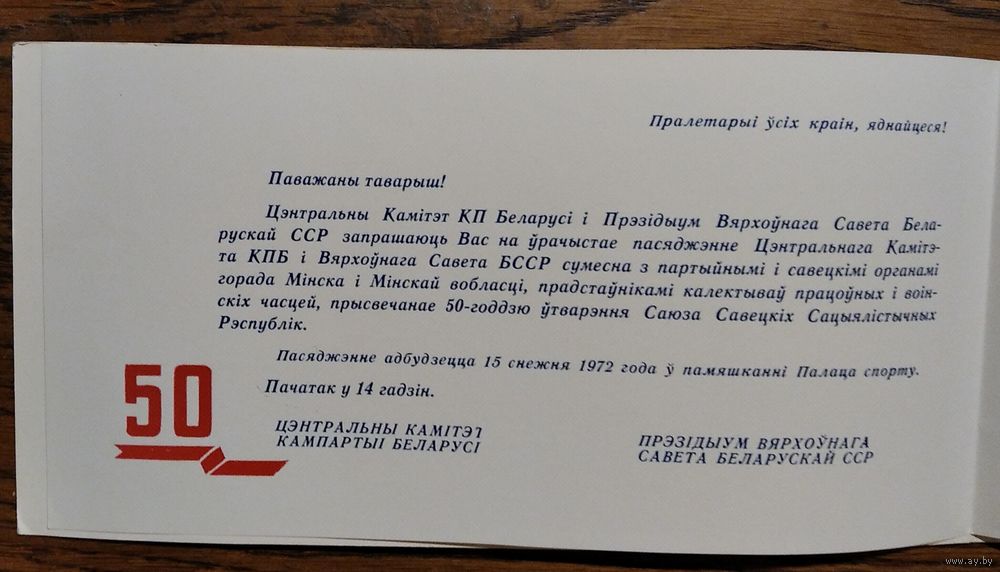 Пралетарыі ўсіх краін, яднайцеся!
Паважаны таварыш!
Цэнтральны Камітэт КП Беларусі і Прэзідыум Вярхоўнага Савета Бела-
рускай ССР запрашаюць Вас на ўрачыстае пасяджэнне Цэнтральнага Камітэ-
та КПБ і Вярхоўнага Савета БССР сумесна з партыйнымі і савецкімі органамі
горада Мінска і Мінскай вобласці, прадстаўнікамі калектываў працоўных і воін-
скіх часцей, прысвечанае 50-годдзю ўтварэння Саюза Савецкіх Сацыялістычных
Рэспублік.
Пасяджэнне адбудзецца 15 снежня 1972 года ў памяшканні Палаца спорту.
Пачатак у 14 гадзін.
50
ЦЭНТРАЛЬНЫ КАМІТЭТ
КАМПАРТЫІ БЕЛАРУСІ
ПРЭЗІДЫУМ ВЯРХОЎНАГА
САВЕТА БЕЛАРУСКАЙ ССР
www.ay.by